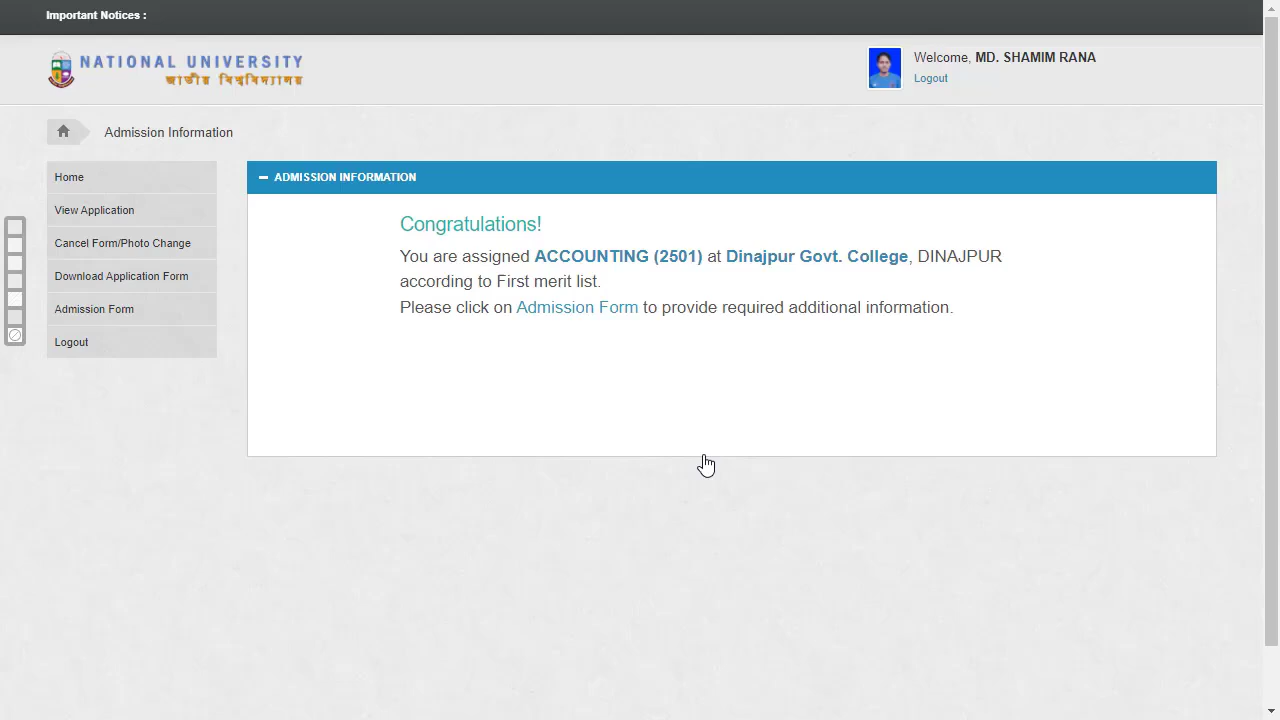 Important Notices :
NATIONAL UNIVERSITY
জাতীয় বিশ্ববিদ্যালয়
Welcome, MD. SHAMIM RANA
Logout
Admission Information
Home
View Application
Cancel Form/Photo Change
Download Application Form
Admission Form
Logout
ADMISSION INFORMATION
Congratulations!
You are assigned ACCOUNTING (2501) at Dinajpur Govt. College, DINAJPUR
according to First merit list.
Please click on Admission Form to provide required additional information.